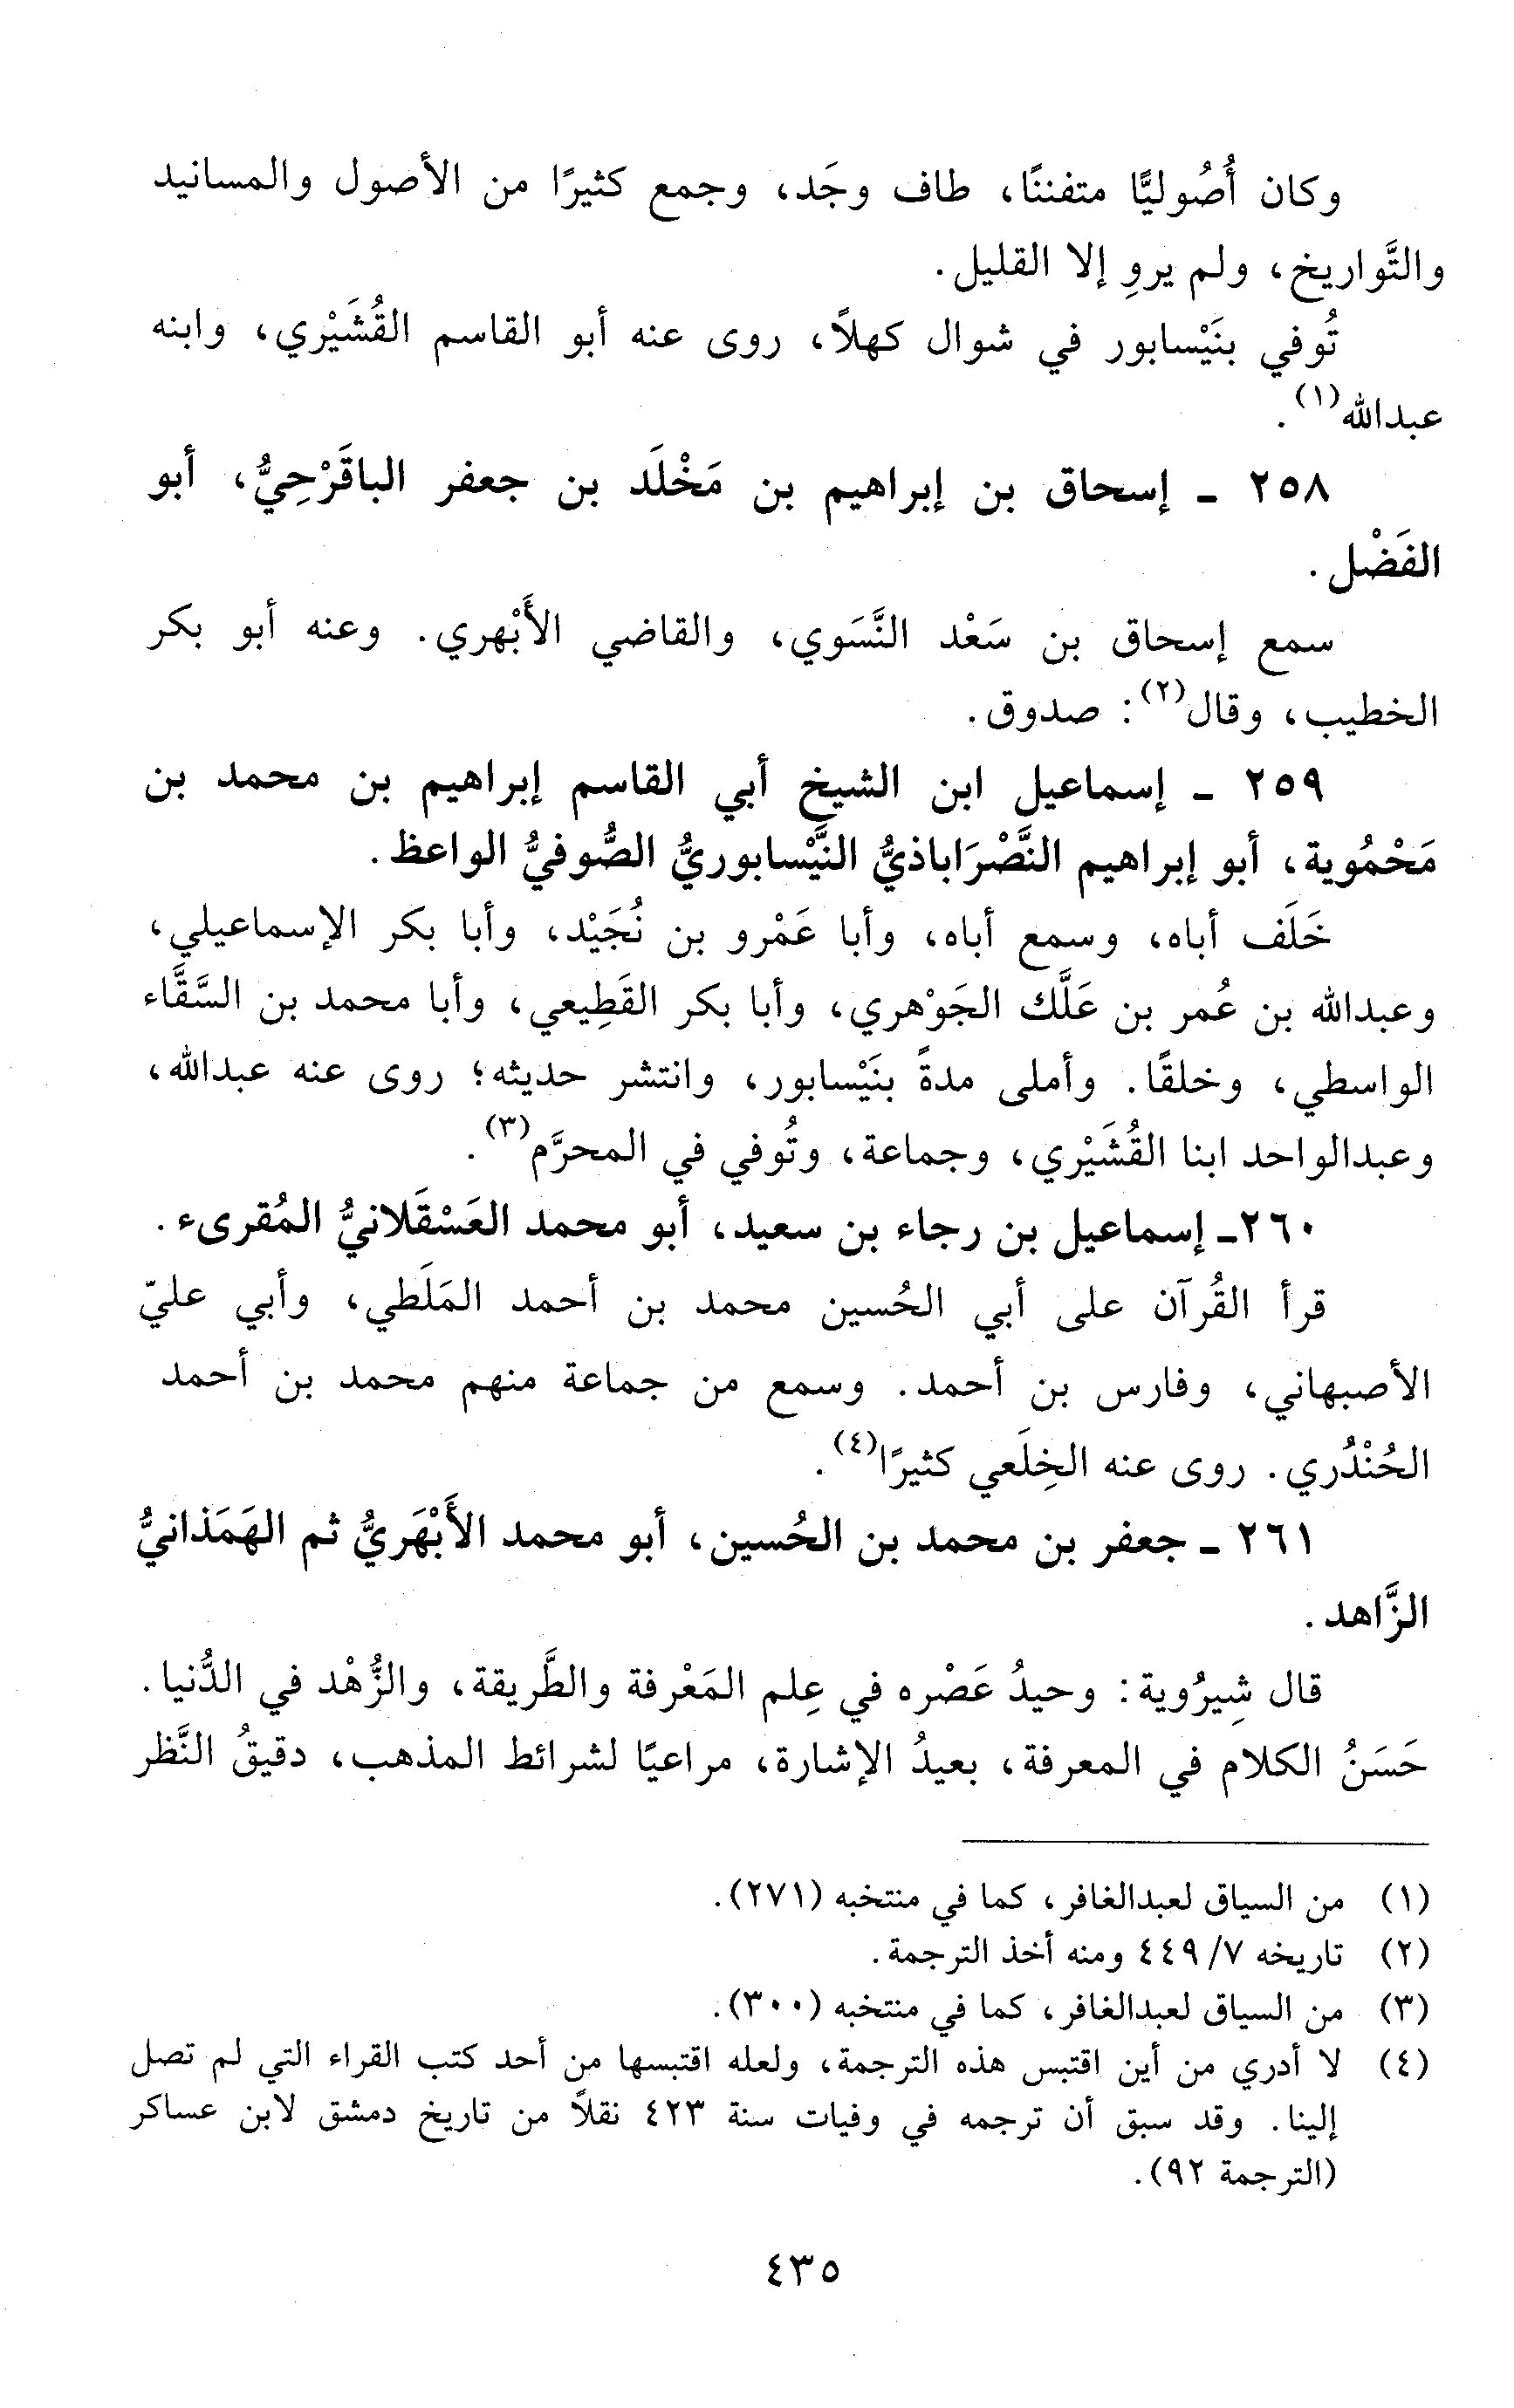 وكان أُصُوليًّا متفننًا، طاف وجَد، وجمع كثيرًا من الأصول والمسانيد
والتَّواريخ، ولم يروِ إلا القليل.
تُوفي بنَيْسابور في شوال كهلاً، روى عنه أبو القاسم القُشَيْري، وابنه
عبدالله(١).
٢٥٨ - إسحاق بن إبراهيم بن مَخْلَد بن جعفر الباقَرْحِيُّ، أبو
الفَضْل.
سمع إسحاق بن سَعْد النَّسَوي، والقاضي الأَبْهري. وعنه أبو بكر
الخطيب، وقال(٢): صدوق.
٢٥٩ - إسماعيل ابن الشيخ أبي القاسم إبراهيم بن محمد بن
مَحْمُوية، أبو إبراهيم النَّصْرَاباذيُّ النَّيْسابوريُّ الصُّوفيُّ الواعظ.
خَلَف أباه، وسمع أباه، وأبا عَمْرو بن نُجَيْد، وأبا بكر الإسماعيلي،
وعبدالله بن عُمر بن عَلَّك الجَوْهري، وأبا بكر القَطِيعي، وأبا محمد بن السَّقَّاء
الواسطي، وخلقًا. وأملى مدةً بنَيْسابور، وانتشر حديثه؛ روى عنه عبدالله،
وعبدالواحد ابنا القُشَيْري، وجماعة، وتُوفي في المحرَّم(٣).
٢٦٠- إسماعيل بن رجاء بن سعيد، أبو محمد العَسْقَلانيُّ المُقرىء.
قرأ القُرآن على أبي الحُسين محمد بن أحمد المَلَطي، وأبي عليّ
الأصبهاني، وفارس بن أحمد. وسمع من جماعة منهم محمد بن أحمد
الحُنْدُري. روى عنه الخِلَعي كثيرًا(٤).
٢٦١ - جعفر بن محمد بن الحُسين، أبو محمد الأَبْهَريُّ ثم الهَمَذانيُّ
الزَّاهد.
قال شِيرُوية: وحيدُ عَصْره في عِلم المَعْرفة والطَّريقة، والزُّهْد في الدُّنيا.
حَسَنُ الكلام في المعرفة، بعيدُ الإشارة، مراعيًا لشرائط المذهب، دقيقُ النَّظر
(١) من السياق لعبدالغافر، كما في منتخبه (٢٧١).
(٢) تاريخه ٧/ ٤٤٩ ومنه أخذ الترجمة.
(٣) من السياق لعبدالغافر، كما في منتخبه (٣٠٠).
(٤) لا أدري من أين اقتبس هذه الترجمة، ولعله اقتبسها من أحد كتب القراء التي لم تصل
إلينا. وقد سبق أن ترجمه في وفيات سنة ٤٢٣ نقلاً من تاريخ دمشق لابن عساكر
(الترجمة ٩٢).
٤٣٥